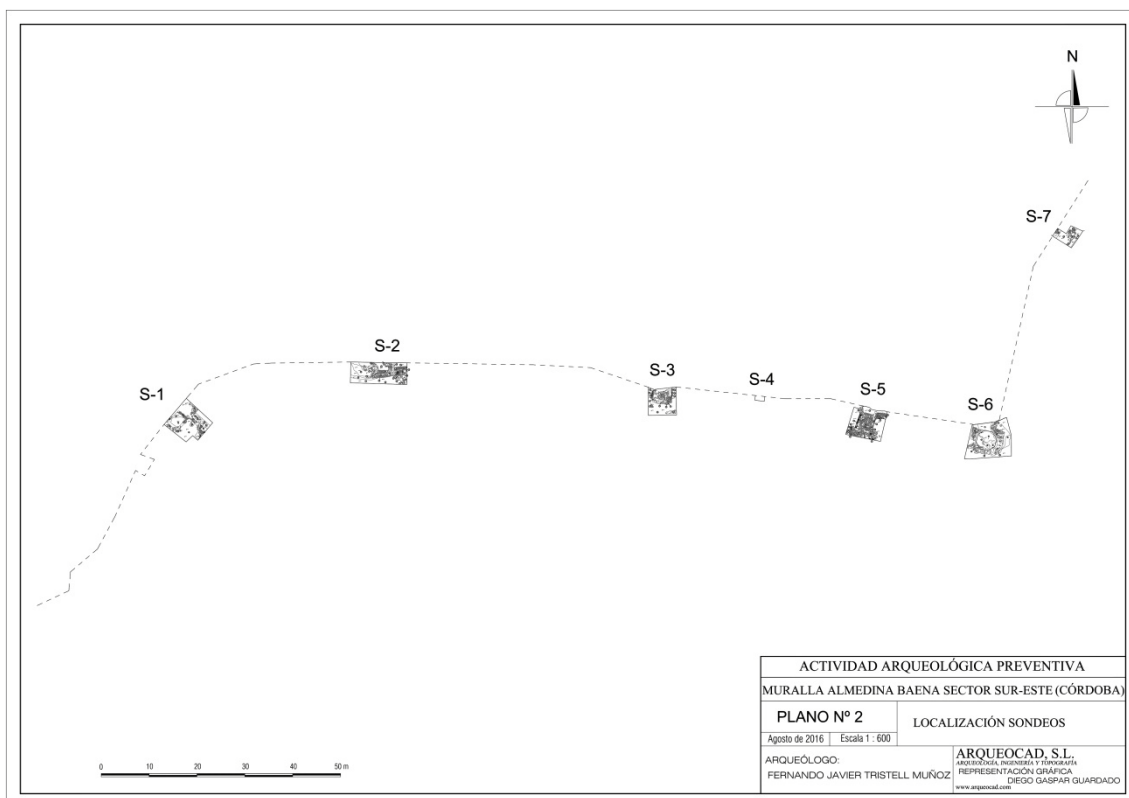 N
S-7
S-2
S-3
S-4
S-1
S-5
S-6
0 10 20 30 40 50 m
ACTIVIDAD ARQUEOLÓGICA PREVENTIVA
MURALLA ALMEDINA BAENA SECTOR SUR-ESTE (CÓRDOBA)
PLANO Nº 2
Agosto de 2016 Escala 1 : 600
LOCALIZACIÓN SONDEOS
ARQUEÓLOGO:
FERNANDO JAVIER TRISTELL MUÑOZ
ARQUEOCAD, S.L.
ARQUEOLOGÍA, INGENIERÍA Y TOPOGRAFÍA
REPRESENTACIÓN GRÁFICA
DIEGO GASPAR GUARDADO
www.arqueocad.com